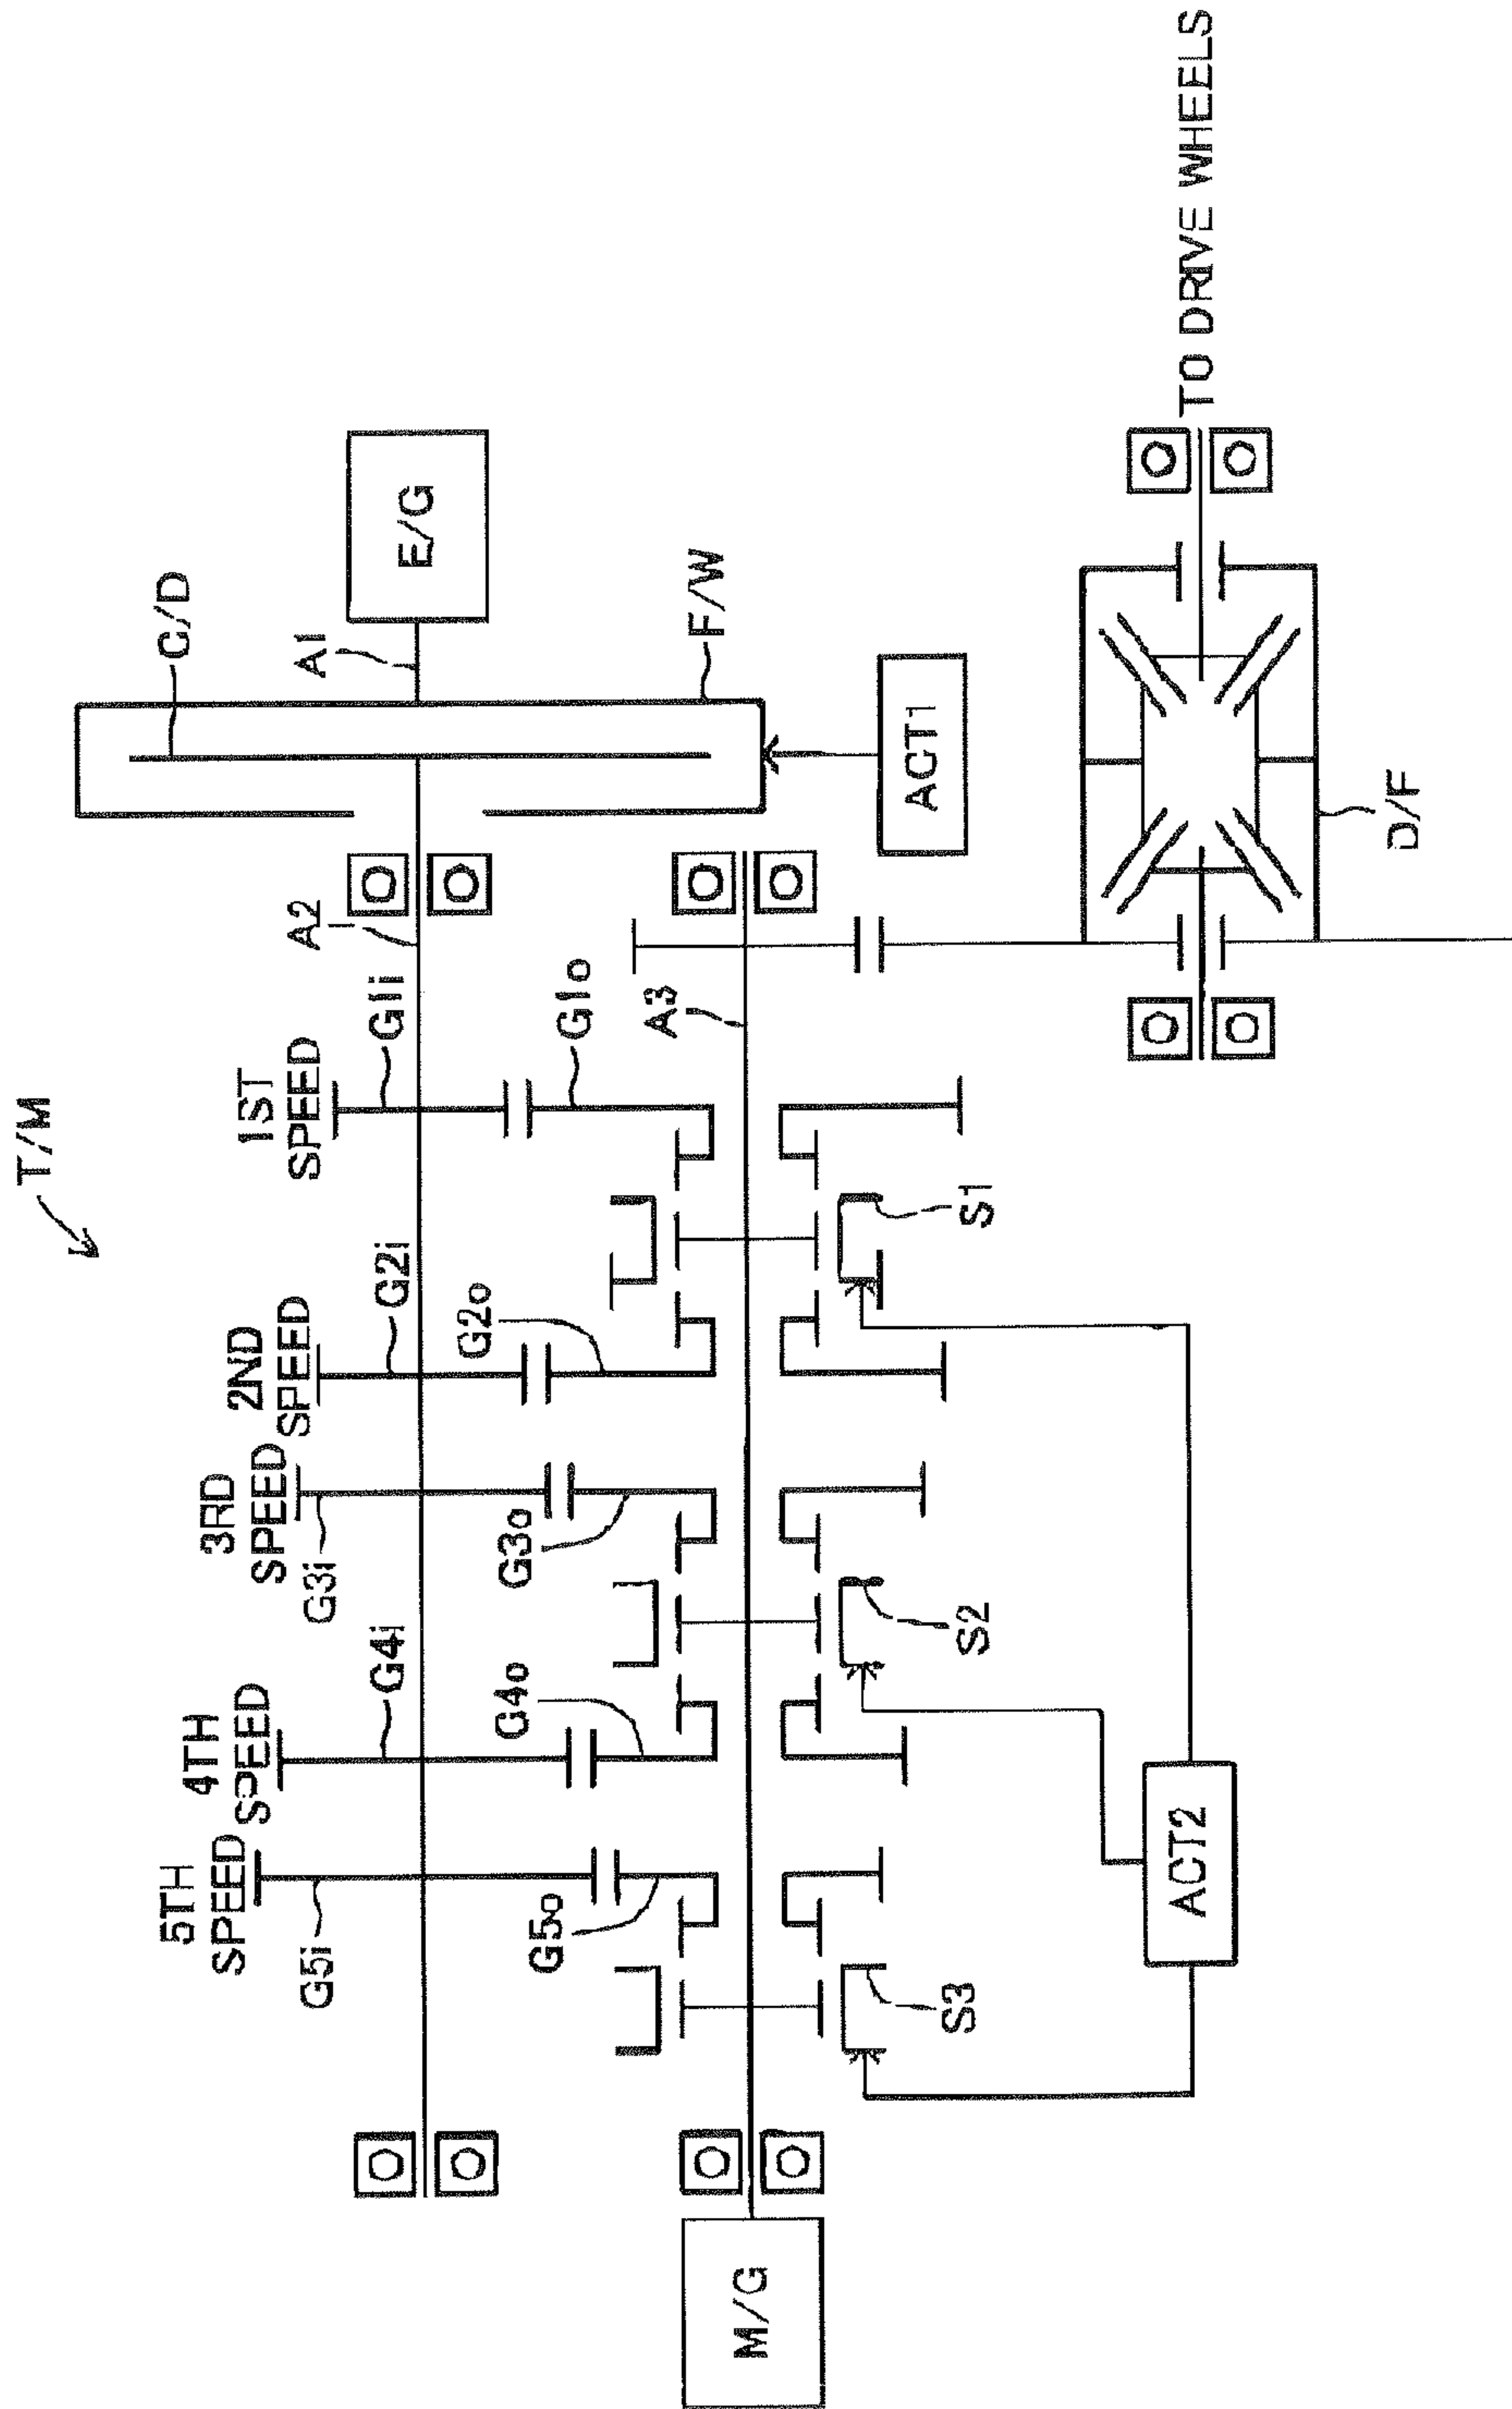 T/M
5TH
SPEED
4TH
SPEED
3RD
SPEED
2ND
SPEED
1ST
SPEED
G5i
G4i
G3i
G2i
G1i
A2
C/D
A1
E/G
G5o
G4o
G3o
G2o
G1o
A3
F/W
M/G
S3
S2
S1
ACT1
ACT2
D/F
TO DRIVE WHEELS